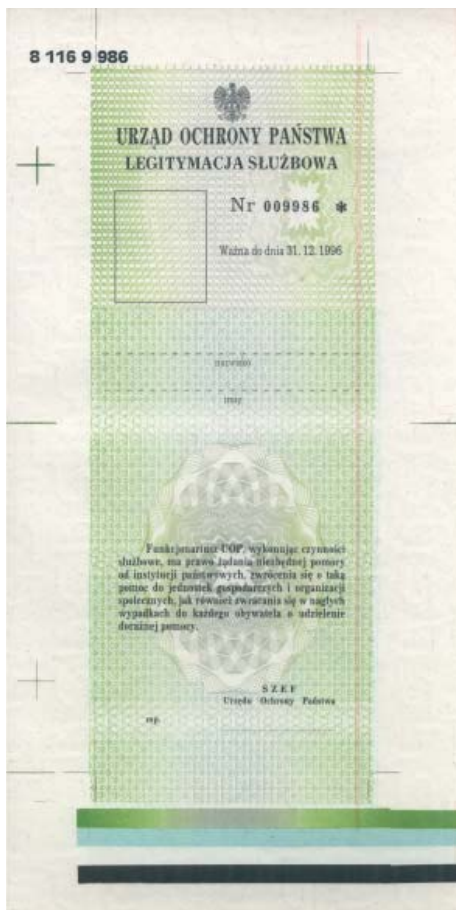 8 116 9 986
URZĄD OCHRONY PAŃSTWA
LEGITYMACJA SŁUŻBOWA
Nr 009986 *
Ważna do dnia 31. 12. 1996
nazwisko
imię
Funkcjonariusz UOP, wykonując czynności
służbowe, ma prawo żądania niezbędnej pomocy
od instytucji państwowych, zwrócenia się o taką
pomoc do jednostek gospodarczych i organizacji
społecznych, jak również zwracania się w nagłych
wypadkach do każdego obywatela o udzielenie
doraźnej pomocy.
SZEF
Urzędu Ochrony Państwa
mp.